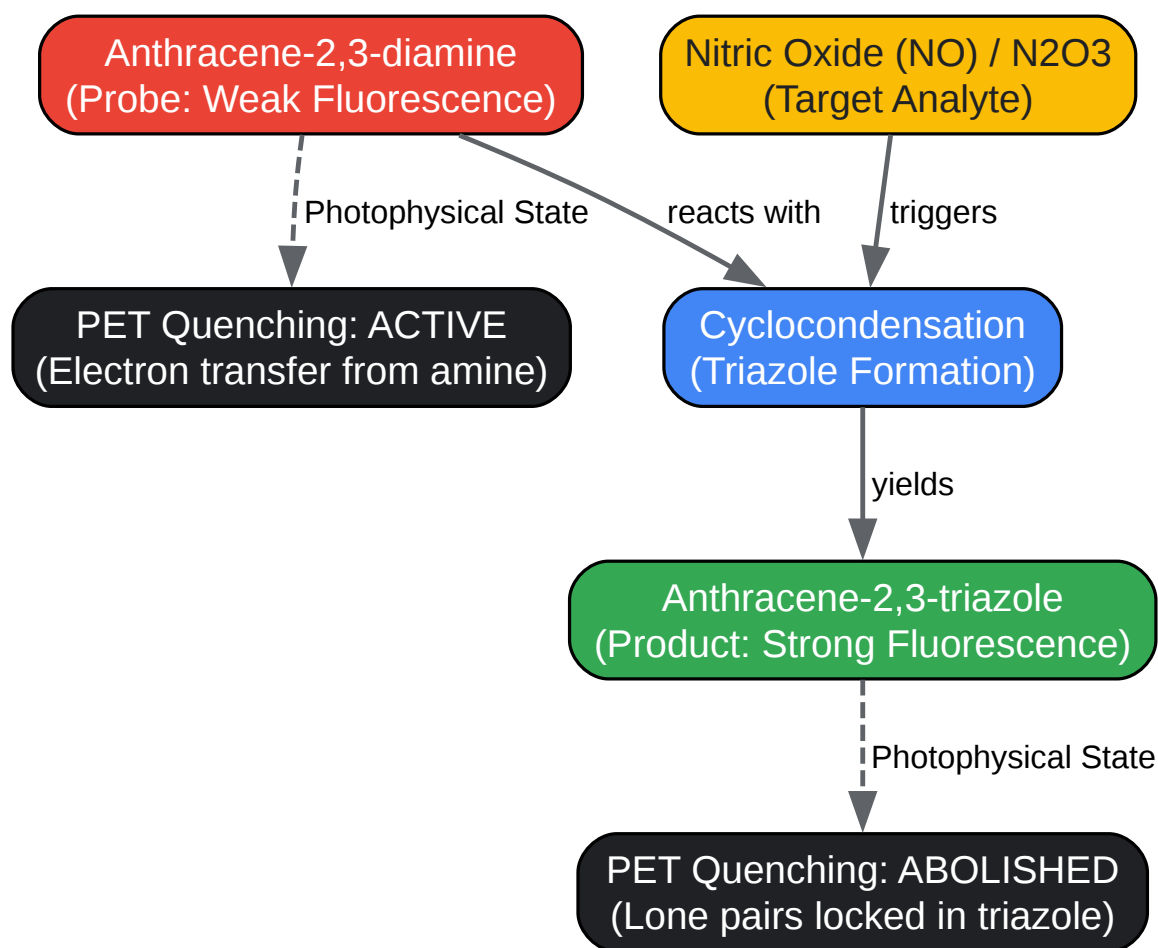 Anthracene-2,3-diamine
(Probe: Weak Fluorescence)
Nitric Oxide (NO) / N2O3
(Target Analyte)
Photophysical State
reacts with
triggers
PET Quenching: ACTIVE
(Electron transfer from amine)
Cyclocondensation
(Triazole Formation)
yields
Anthracene-2,3-triazole
(Product: Strong Fluorescence)
Photophysical State
PET Quenching: ABOLISHED
(Lone pairs locked in triazole)